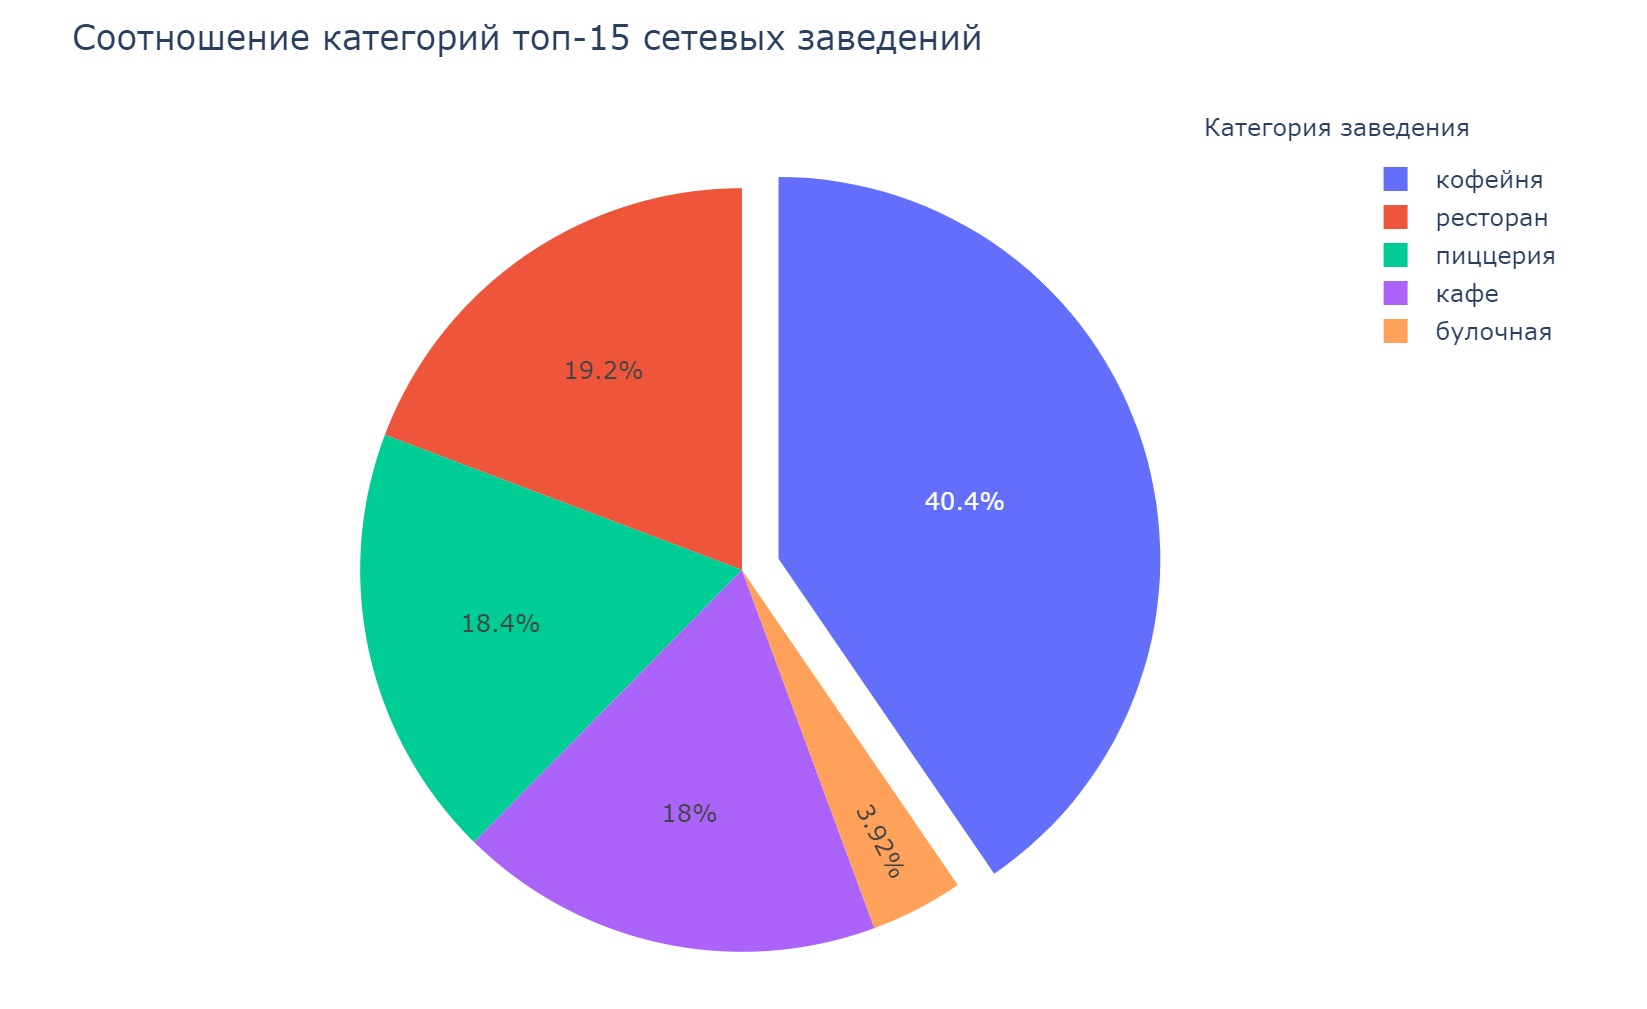 Соотношение категорий топ-15 сетевых заведений
Категория заведения
кофейня
ресторан
пиццерия
кафе
булочная
19.2%
40.4%
18.4%
18%
3.92%